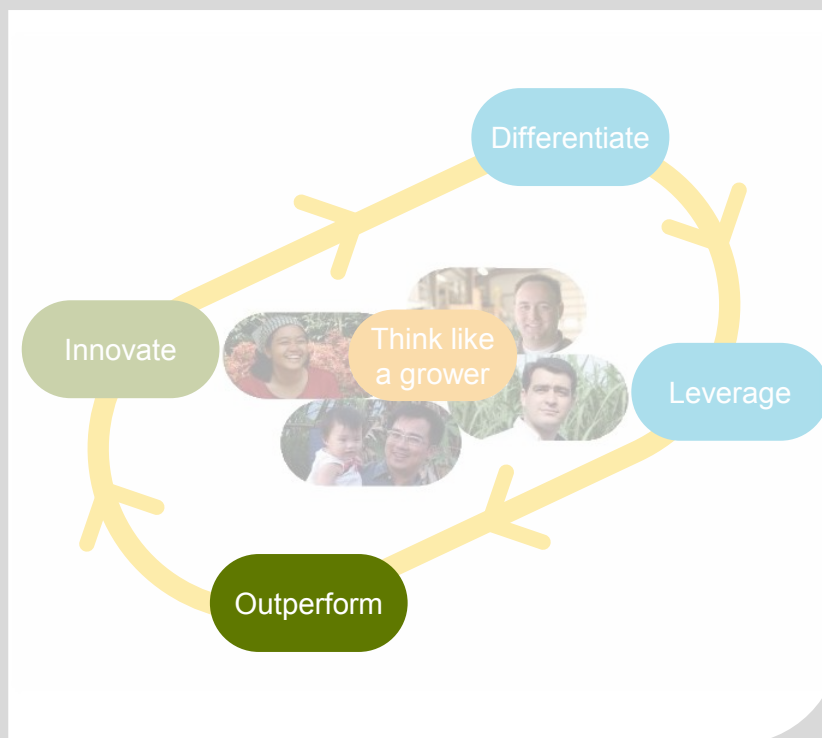 Differentiate
Innovate
Think like
a grower
Leverage
Outperform